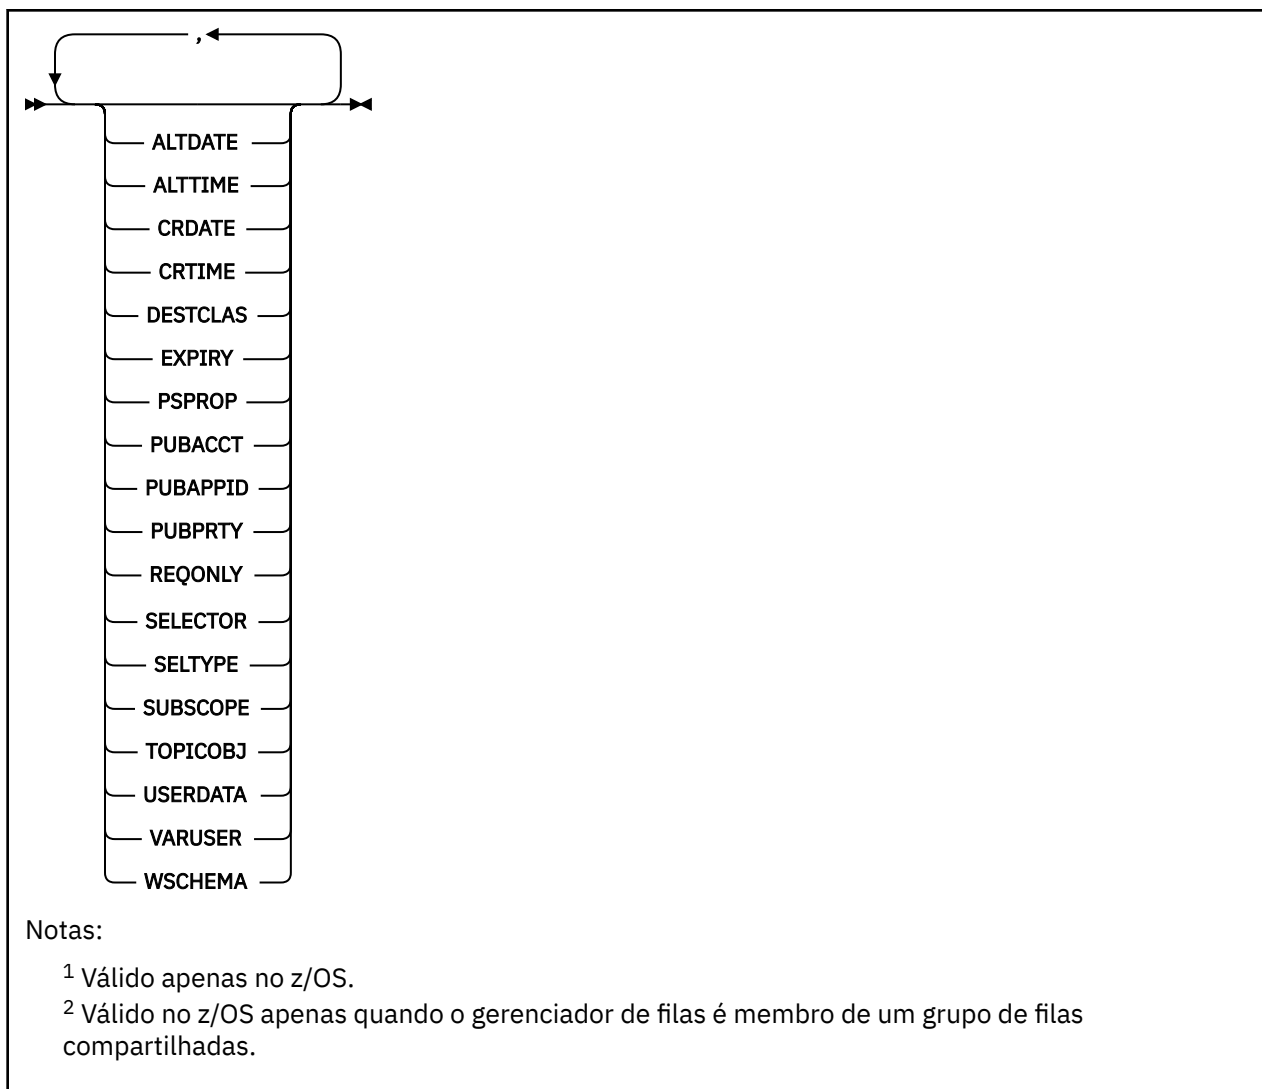 ,
ALTDATE
ALTTIME
CRDATE
CRTIME
DESTCLAS
EXPIRY
PSPROP
PUBACCT
PUBAPPID
PUBPRTY
REQONLY
SELECTOR
SELTYPE
SUBSCOPE
TOPICOBJ
USERDATA
VARUSER
WSCHEMA
Notas:
1 Válido apenas no z/OS.
2 Válido no z/OS apenas quando o gerenciador de filas é membro de um grupo de filas
compartilhadas.